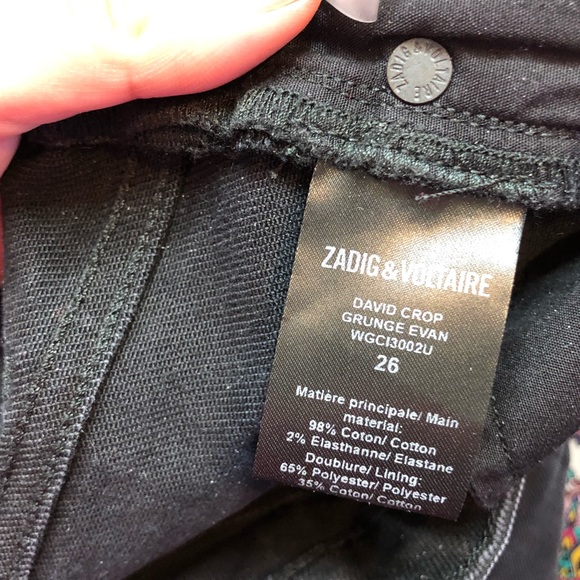 ZADIG & VOLTAIRE
ZADIG & VOLTAIRE
DAVID CROP
GRUNGE EVAN
WGCI3002U
26
Matière principale/ Main
material:
98% Coton/ Cotton
2% Elasthanne/ Elastane
Doublure/ Lining:
65% Polyester/ Polyester
35% Coton/ Cotton